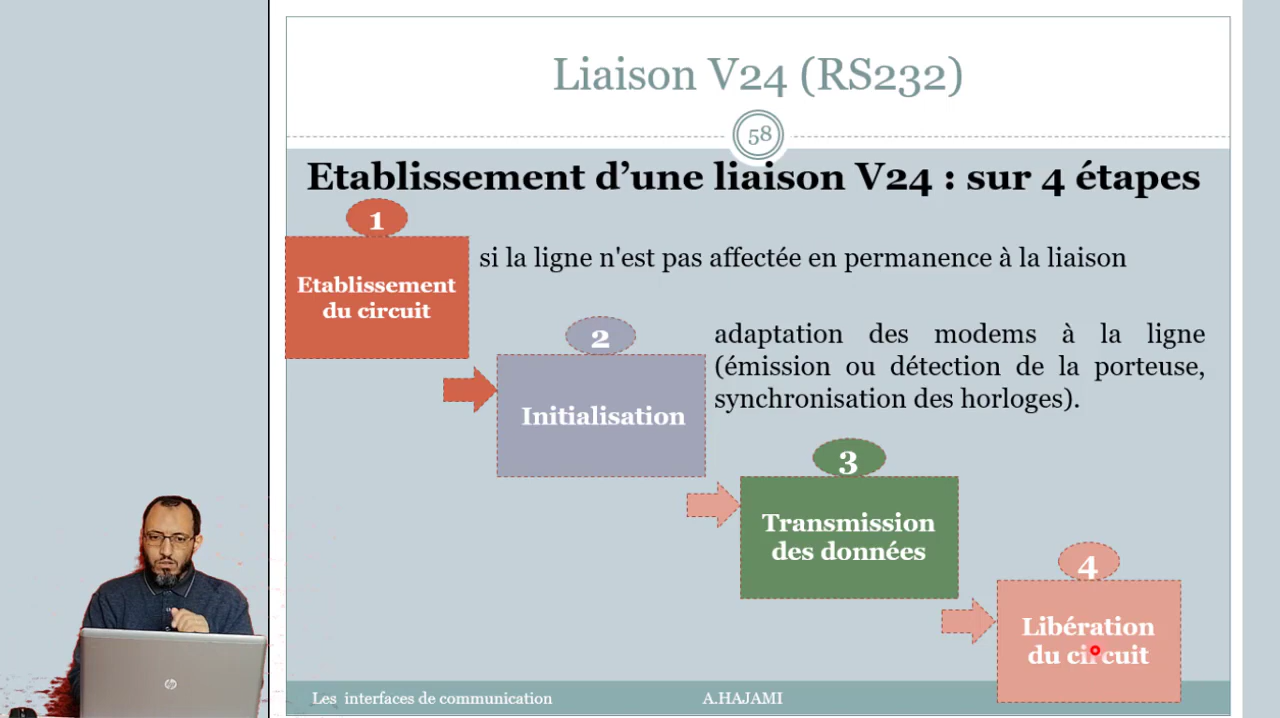 Liaison V24 (RS232)
58
Etablissement d’une liaison V24 : sur 4 étapes
1
Etablissement
du circuit
si la ligne n'est pas affectée en permanence à la liaison
2
Initialisation
adaptation des modems à la ligne
(émission ou détection de la porteuse,
synchronisation des horloges).
3
Transmission
des données
4
Libération
du circuit
Les interfaces de communication
A.HAJAMI
hp